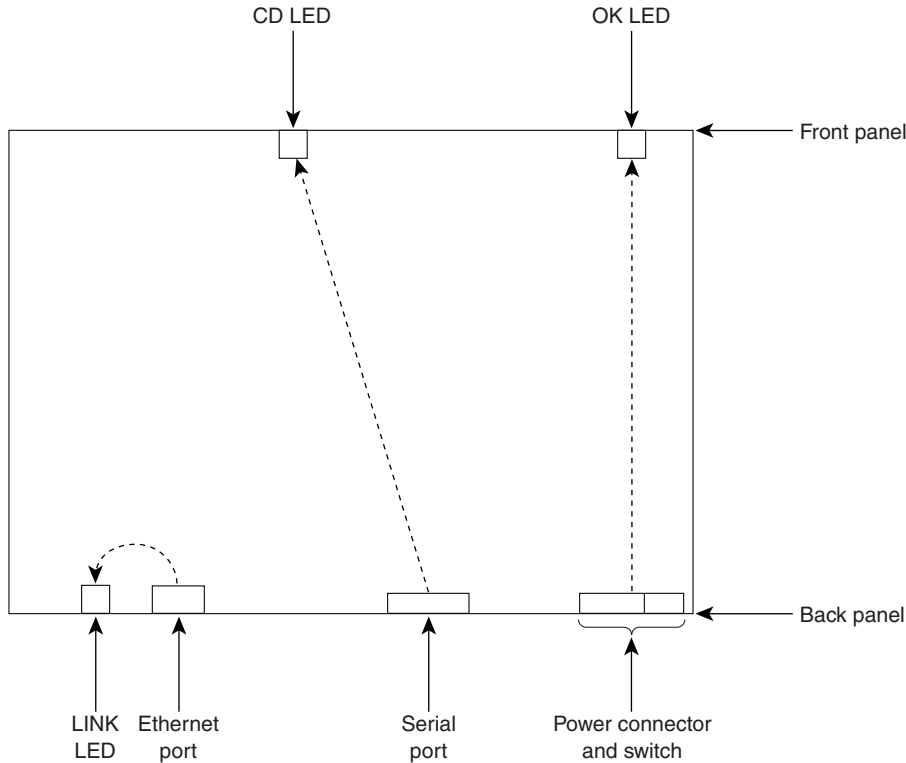 CD LED
OK LED
Front panel
Back panel
LINK
LED
Ethernet
port
Serial
port
Power connector
and switch